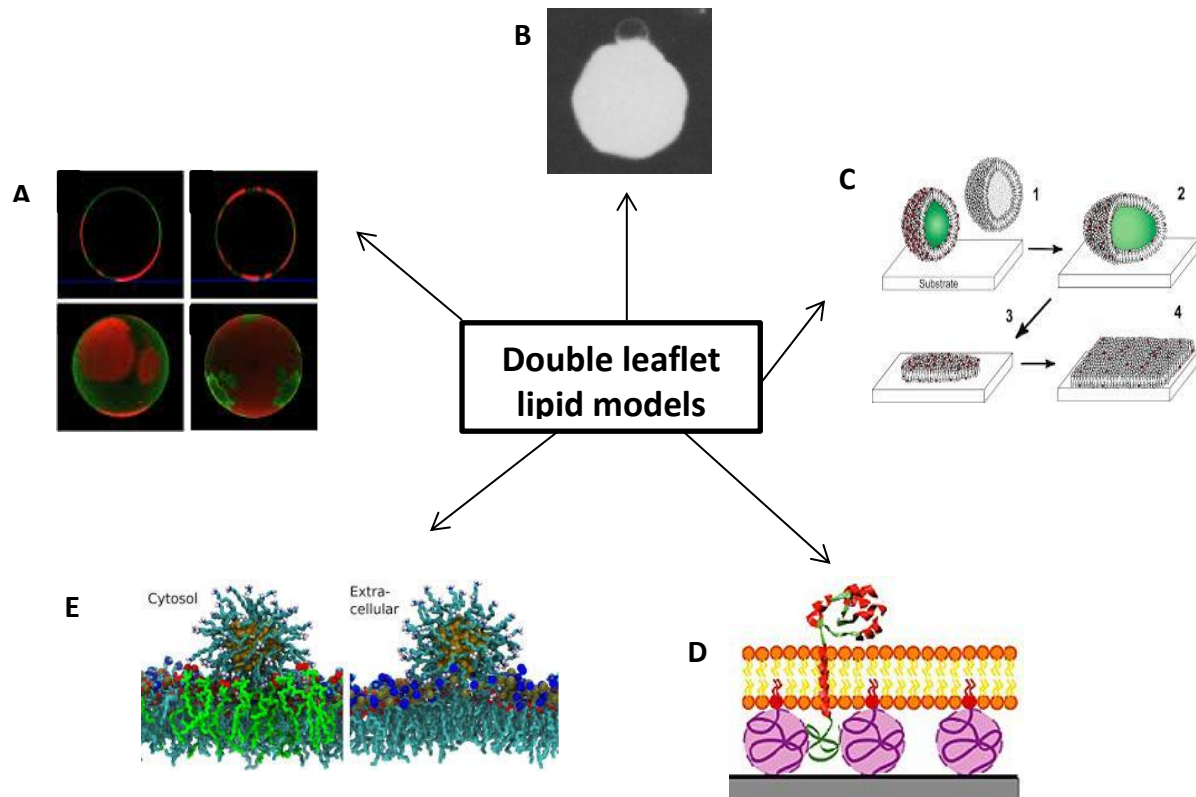 B
A
C
1
2
Substrate
3
4
Double leaflet
lipid models
E
Cytosol
Extra-
cellular
D